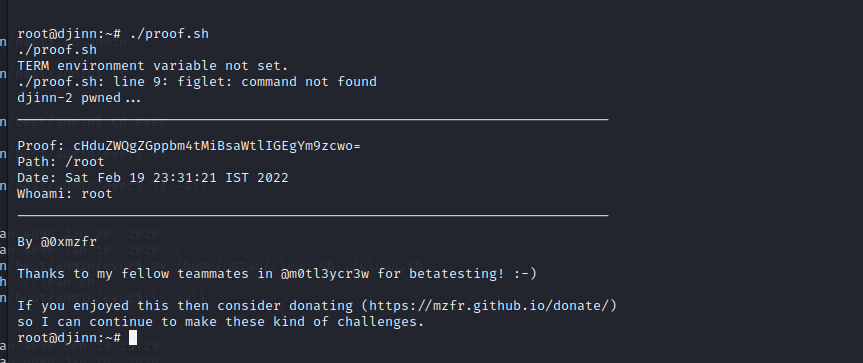 root@djinn:~# ./proof.sh
./proof.sh
TERM environment variable not set.
./proof.sh: line 9: figlet: command not found
djinn-2 pwned...
Proof: cHduZWQgZGppbm4tMiBsaWtlIGEgYm9zcwo=
Path: /root
Date: Sat Feb 19 23:31:21 IST 2022
Whoami: root
By @0xmzfr
Thanks to my fellow teammates in @m0tl3ycr3w for betatesting! :-)
If you enjoyed this then consider donating (https://mzfr.github.io/donate/)
so I can continue to make these kind of challenges.
root@djinn:~#